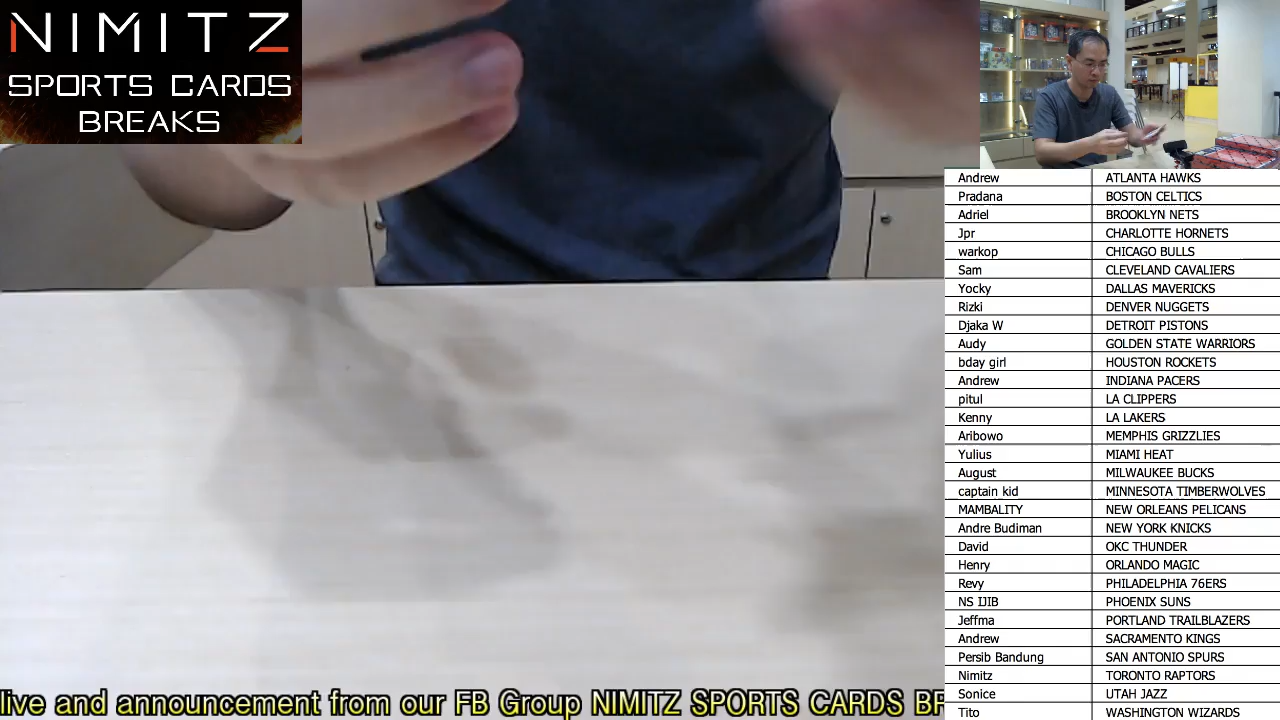 NIMITZ
SPORTS CARDS
BREAKS
Andrew ATLANTA HAWKS
Pradana BOSTON CELTICS
Adriel BROOKLYN NETS
Jpr CHARLOTTE HORNETS
warkop CHICAGO BULLS
Sam CLEVELAND CAVALIERS
Yocky DALLAS MAVERICKS
Rizki DENVER NUGGETS
Djaka W DETROIT PISTONS
Audy GOLDEN STATE WARRIORS
bday girl HOUSTON ROCKETS
Andrew INDIANA PACERS
pitul LA CLIPPERS
Kenny LA LAKERS
Aribowo MEMPHIS GRIZZLIES
Yulius MIAMI HEAT
August MILWAUKEE BUCKS
captain kid MINNESOTA TIMBERWOLVES
MAMBALITY NEW ORLEANS PELICANS
Andre Budiman NEW YORK KNICKS
David OKC THUNDER
Henry ORLANDO MAGIC
Revy PHILADELPHIA 76ERS
NS IJIB PHOENIX SUNS
Jeffma PORTLAND TRAILBLAZERS
Andrew SACRAMENTO KINGS
Persib Bandung SAN ANTONIO SPURS
Nimitz TORONTO RAPTORS
Sonice UTAH JAZZ
Tito WASHINGTON WIZARDS
live and announcement from our FB Group NIMITZ SPORTS CARDS BR